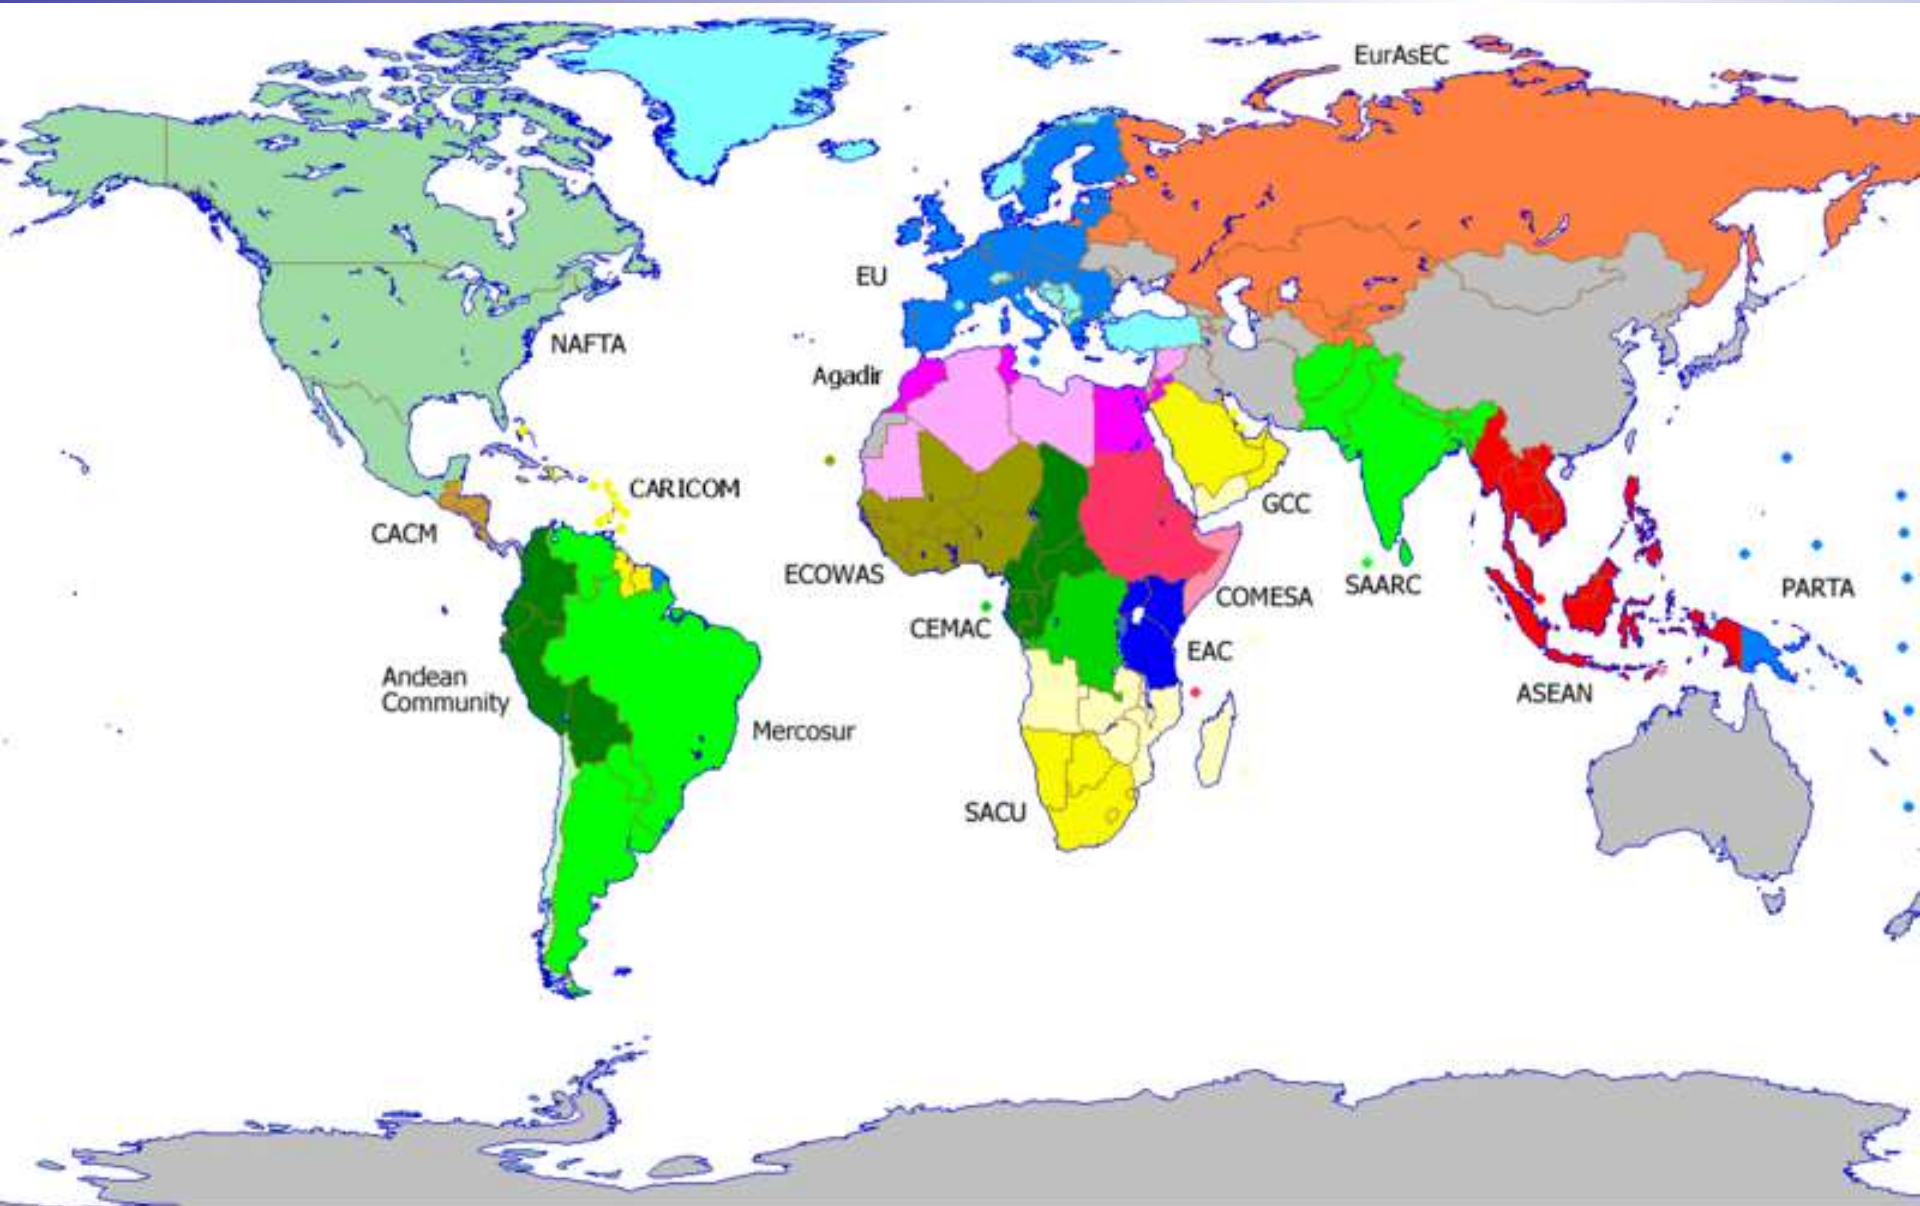 EurAsEC
EU
NAFTA
Agadir
CARICOM
GCC
CACM
ECOWAS
SAARC
PARTA
COMESA
CEMAC
EAC
Andean
Community
ASEAN
Mercosur
SACU